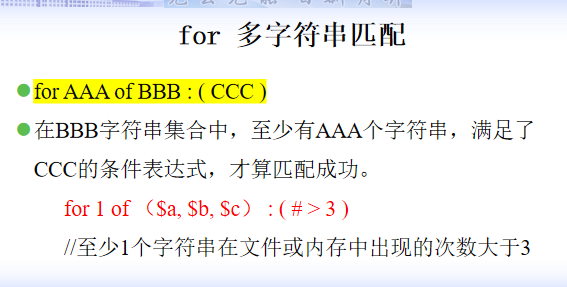 for 多字符串匹配
for AAA of BBB : ( CCC )
在BBB字符串集合中，至少有AAA个字符串，满足了
CCC的条件表达式，才算匹配成功。
for 1 of （$a, $b, $c） : ( # > 3 )
//至少1个字符串在文件或内存中出现的次数大于3